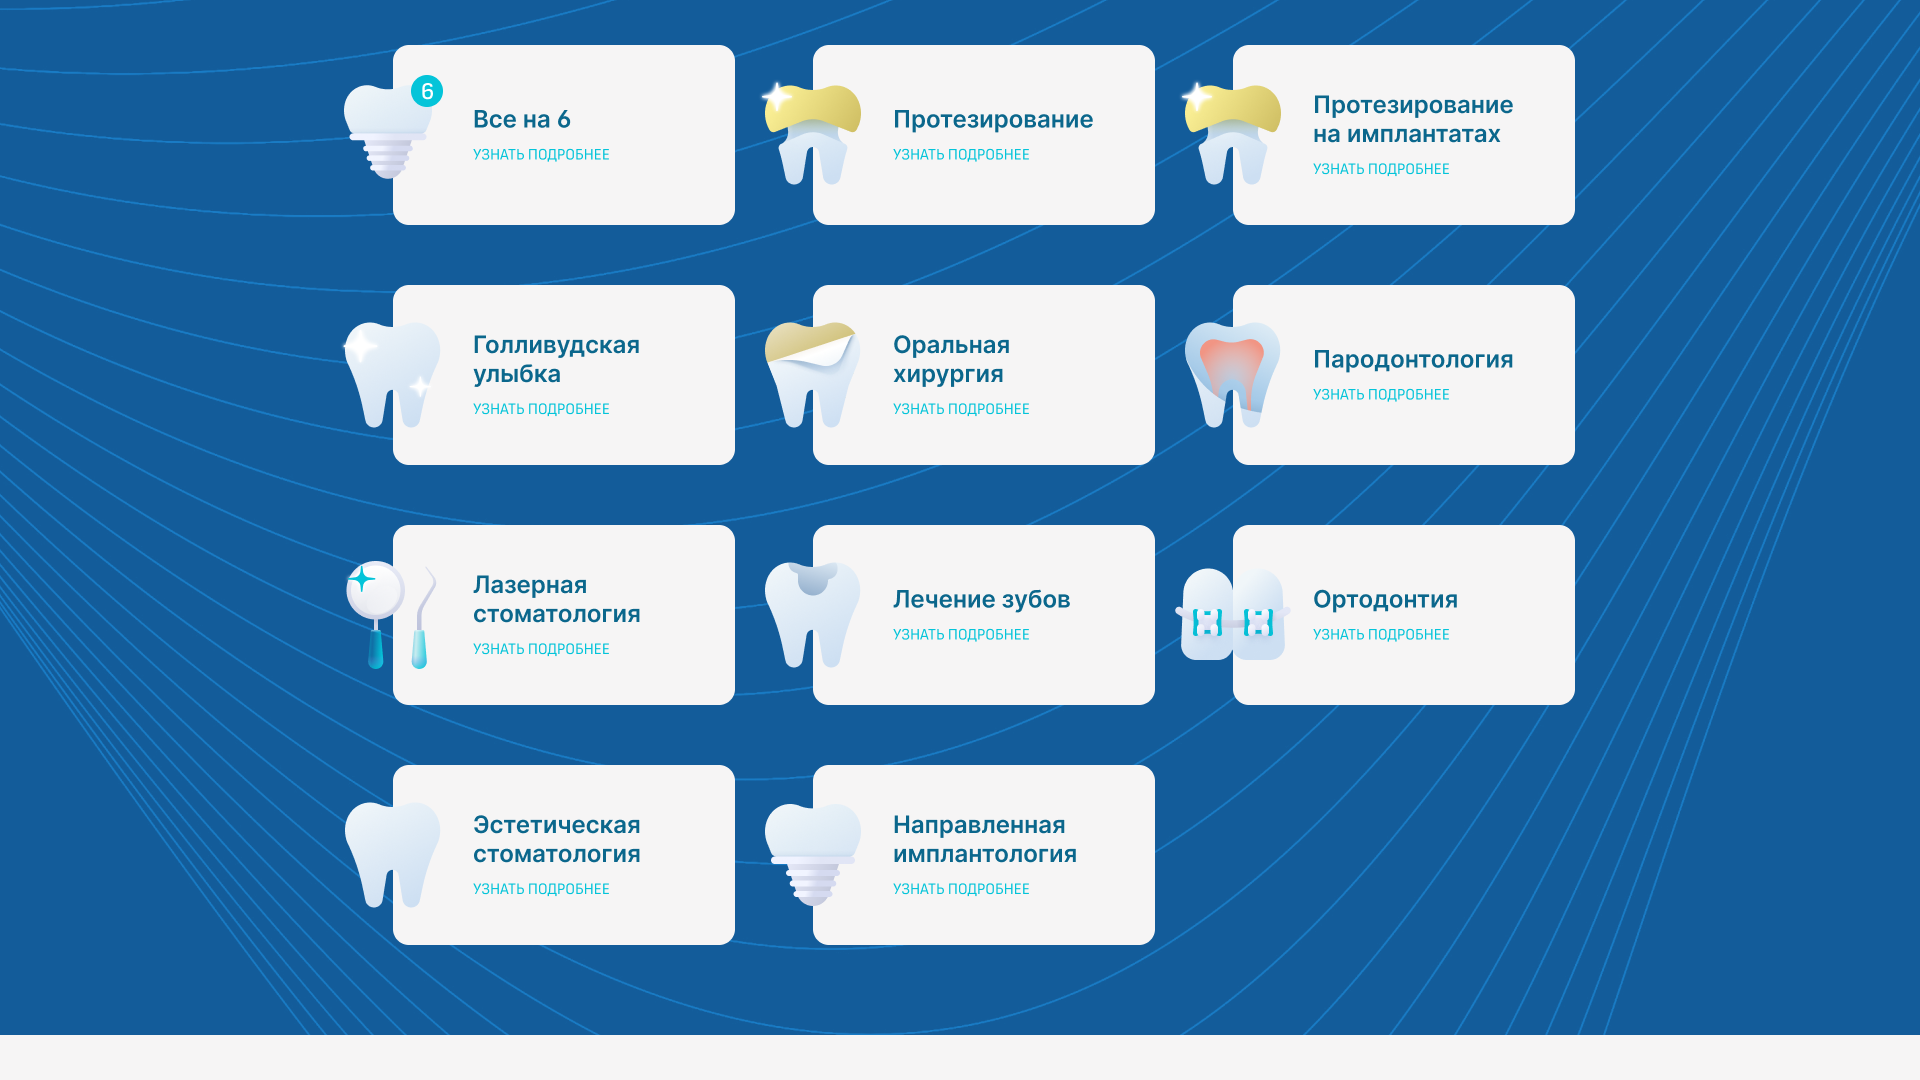 6
Все на 6
УЗНАТЬ ПОДРОБНЕЕ
Протезирование
УЗНАТЬ ПОДРОБНЕЕ
Протезирование
на имплантатах
УЗНАТЬ ПОДРОБНЕЕ
Голливудская
улыбка
УЗНАТЬ ПОДРОБНЕЕ
Оральная
хирургия
УЗНАТЬ ПОДРОБНЕЕ
Пародонтология
УЗНАТЬ ПОДРОБНЕЕ
Лазерная
стоматология
УЗНАТЬ ПОДРОБНЕЕ
Лечение зубов
УЗНАТЬ ПОДРОБНЕЕ
Ортодонтия
УЗНАТЬ ПОДРОБНЕЕ
Эстетическая
стоматология
УЗНАТЬ ПОДРОБНЕЕ
Направленная
имплантология
УЗНАТЬ ПОДРОБНЕЕ